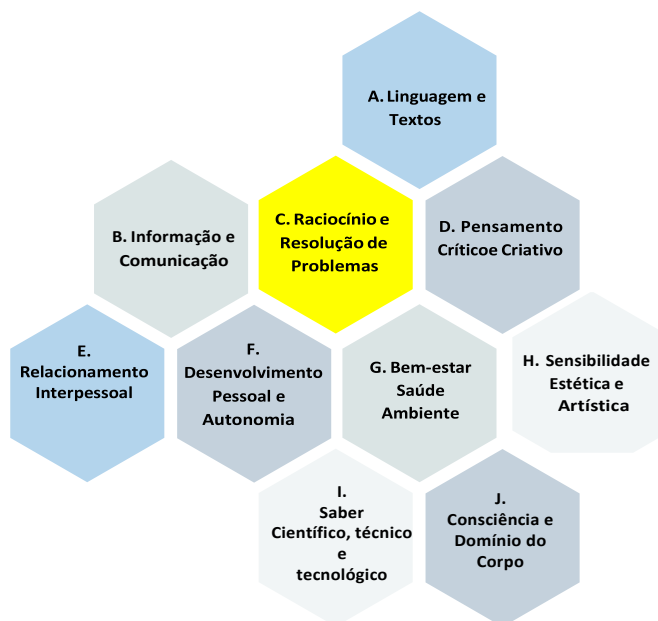 A. Linguagem e
Textos
B. Informação e
Comunicação
C. Raciocínio e
Resolução de
Problemas
D. Pensamento
Críticoe Criativo
E.
Relacionamento
Interpessoal
F.
Desenvolvimento
Pessoal e
Autonomia
G. Bem-estar
Saúde
Ambiente
H. Sensibilidade
Estética e
Artística
I.
Saber
Científico, técnico
e
tecnológico
J.
Consciência e
Domínio do
Corpo